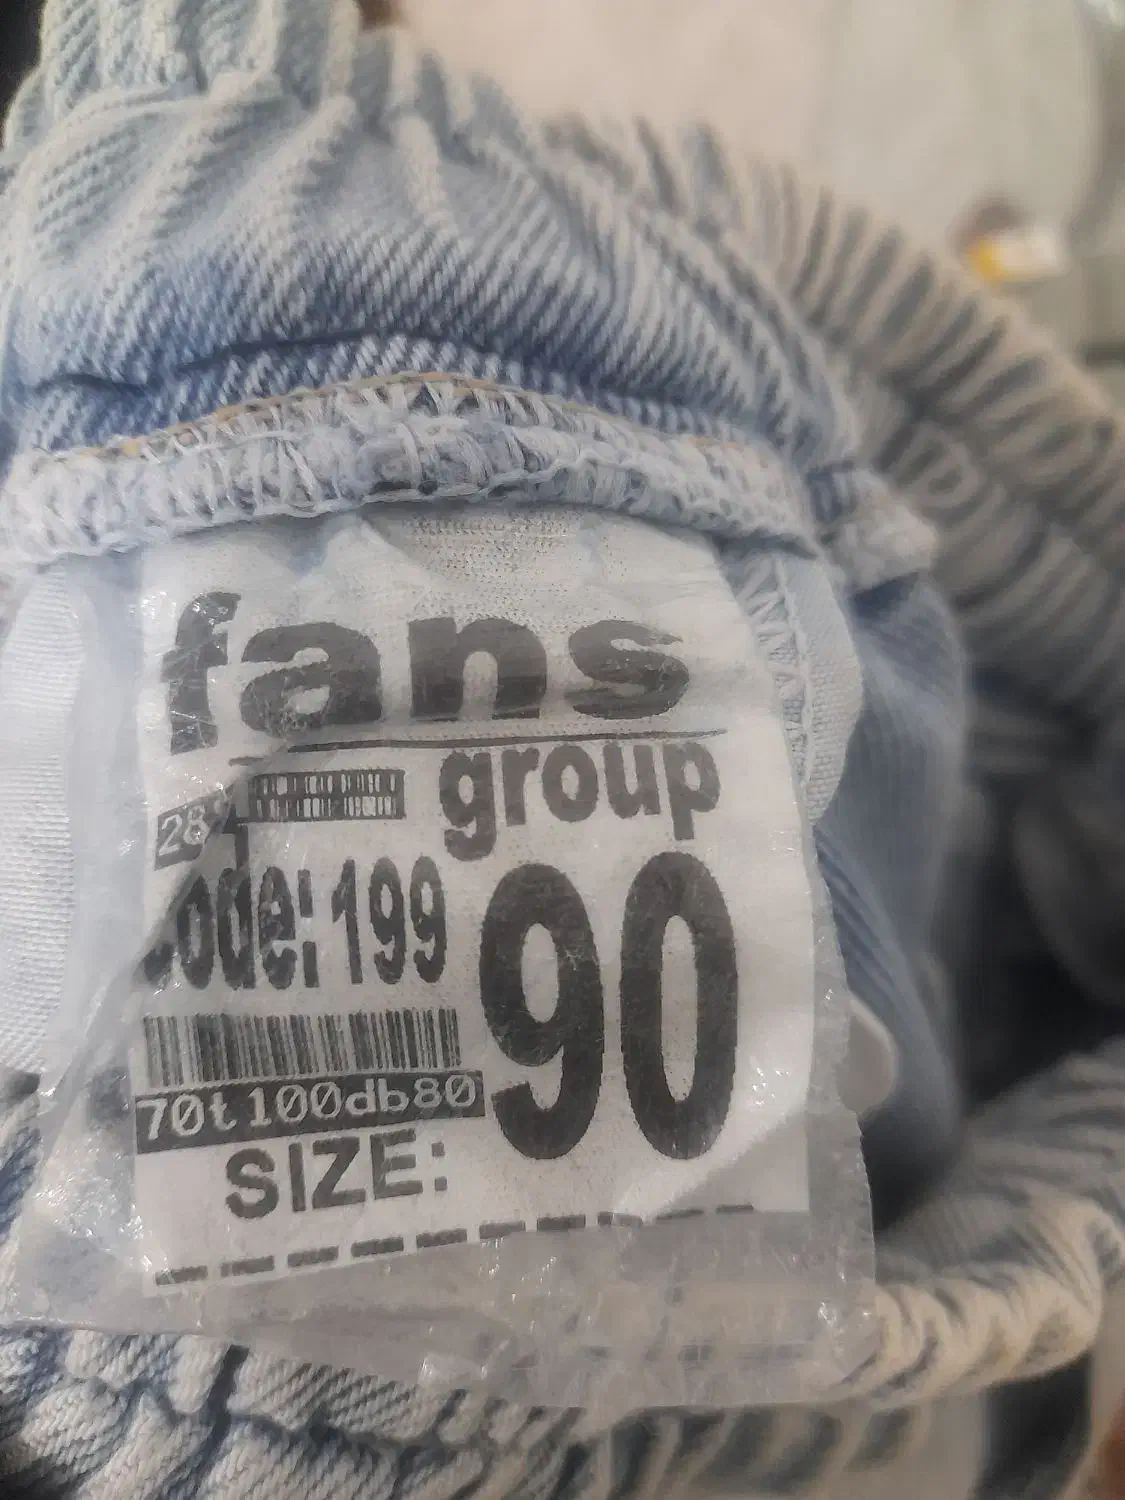 fans
group
28
code: 199
90
70t100db80
SIZE: